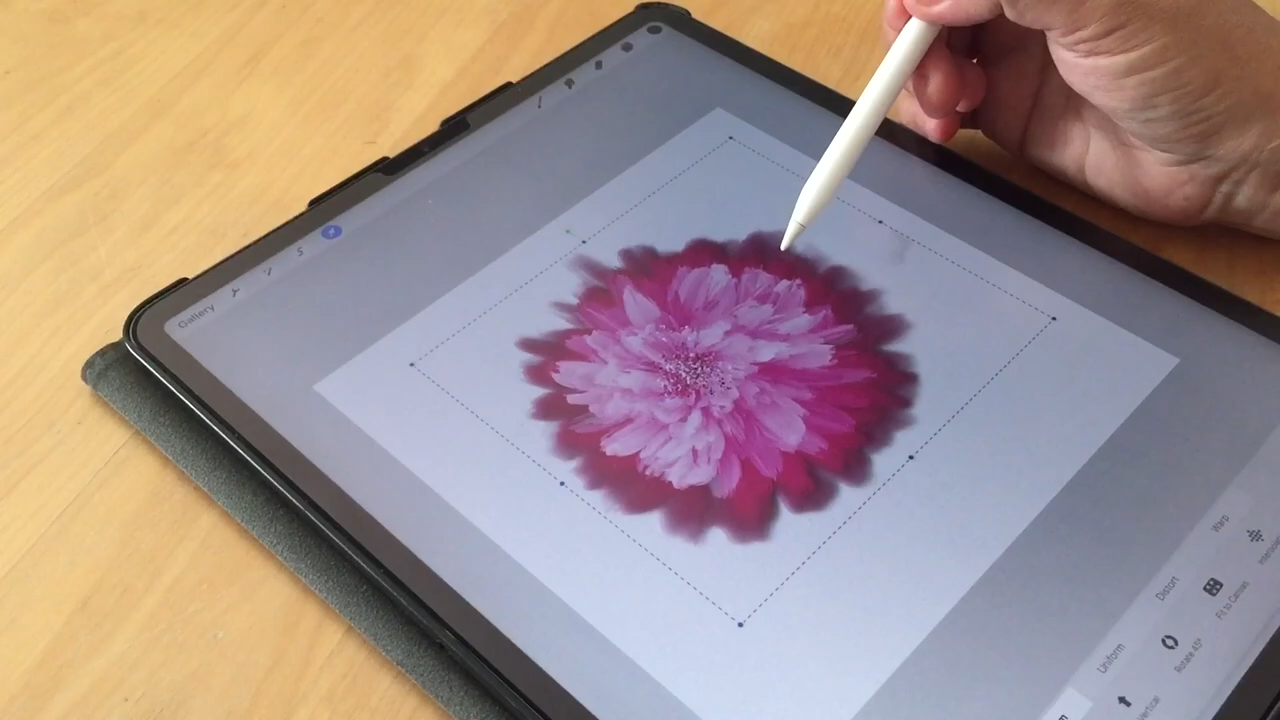 Gallery
Uniform
Distort
Warp
Rotate 45°
Fit to Canvas